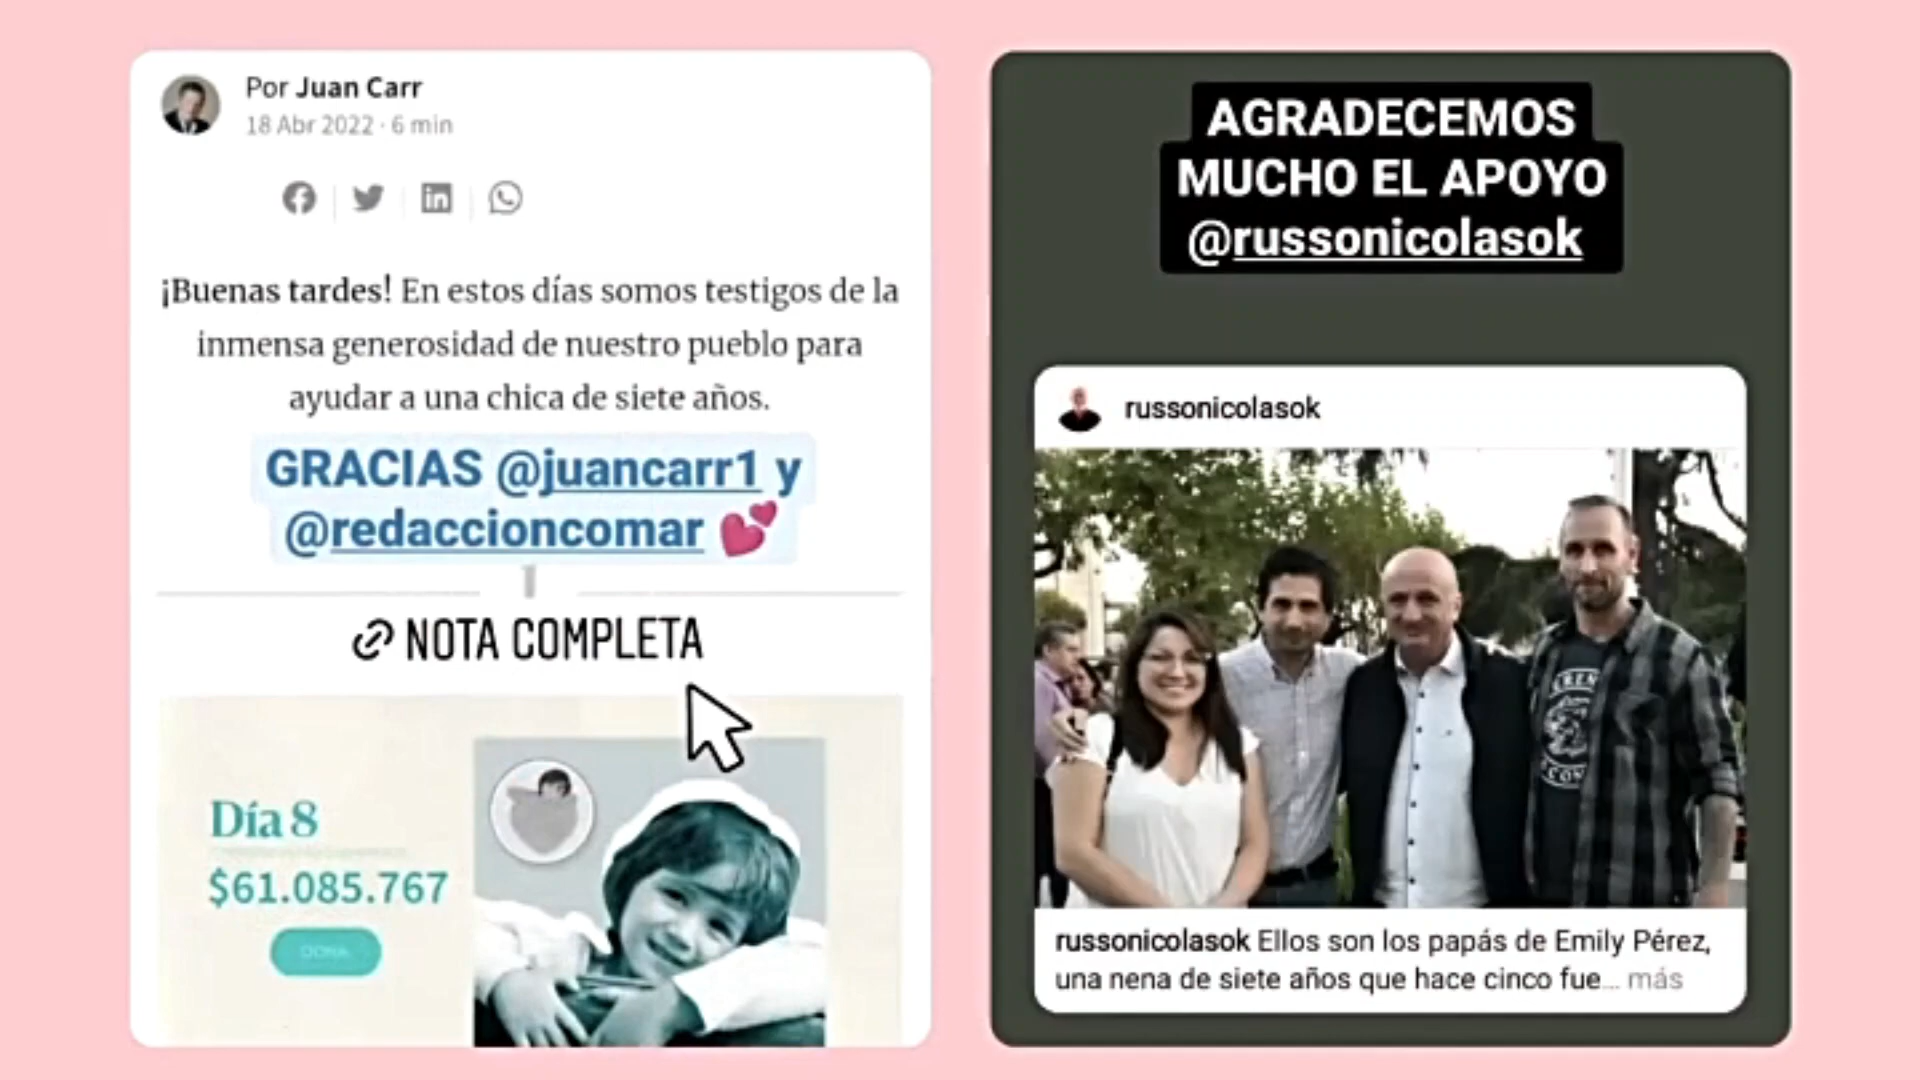 Por Juan Carr
18 Abr 2022 · 6 min
¡Buenas tardes! En estos días somos testigos de la
inmensa generosidad de nuestro pueblo para
ayudar a una chica de siete años.
GRACIAS @juancarr1 y
@redaccioncomar 💕
1
NOTA COMPLETA
Día 8
$61.085.767
AGRADECEMOS
MUCHO EL APOYO
@russonicolasok
russonicolasok
russonicolasok Ellos son los papás de Emily Pérez,
una nena de siete años que hace cinco fue... más